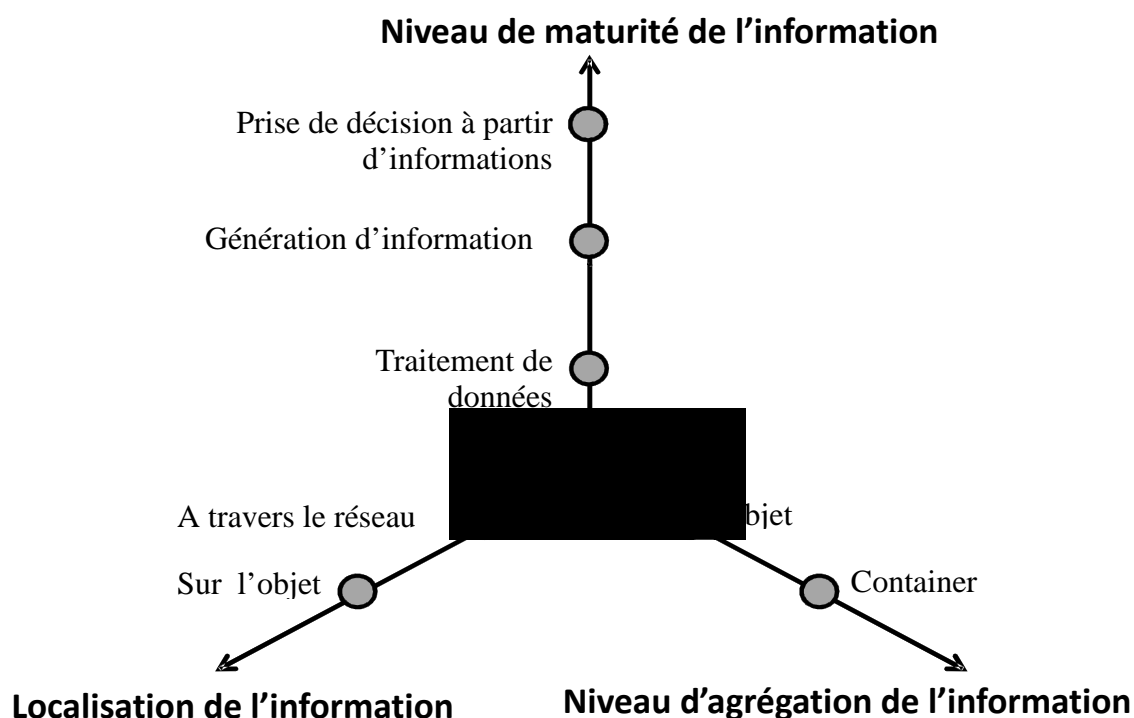 Niveau de maturité de l’information
Prise de décision à partir
d’informations
Génération d’information
Traitement de
données
A travers le réseau
Sur l’objet
Container
Localisation de l’information
Niveau d’agrégation de l’information